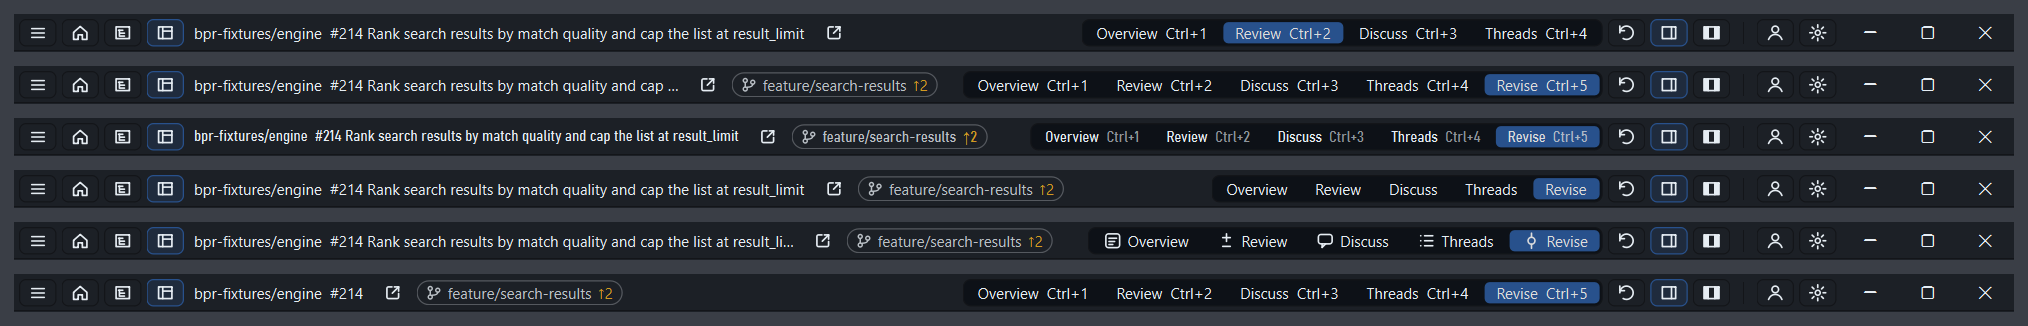 bpr-fixtures/engine #214 Rank search results by match quality and cap the list at result_limit Overview Ctrl+1 Review Ctrl+2 Discuss Ctrl+3 Threads Ctrl+4
bpr-fixtures/engine #214 Rank search results by match quality and cap ... feature/search-results ↑2 Overview Ctrl+1 Review Ctrl+2 Discuss Ctrl+3 Threads Ctrl+4 Revise Ctrl+5
bpr-fixtures/engine #214 Rank search results by match quality and cap the list at result_limit feature/search-results ↑2 Overview Ctrl+1 Review Ctrl+2 Discuss Ctrl+3 Threads Ctrl+4 Revise Ctrl+5
bpr-fixtures/engine #214 Rank search results by match quality and cap the list at result_limit feature/search-results ↑2 Overview Review Discuss Threads Revise
bpr-fixtures/engine #214 Rank search results by match quality and cap the list at result_li... feature/search-results ↑2 Overview Review Discuss Threads Revise
bpr-fixtures/engine #214 feature/search-results ↑2 Overview Ctrl+1 Review Ctrl+2 Discuss Ctrl+3 Threads Ctrl+4 Revise Ctrl+5